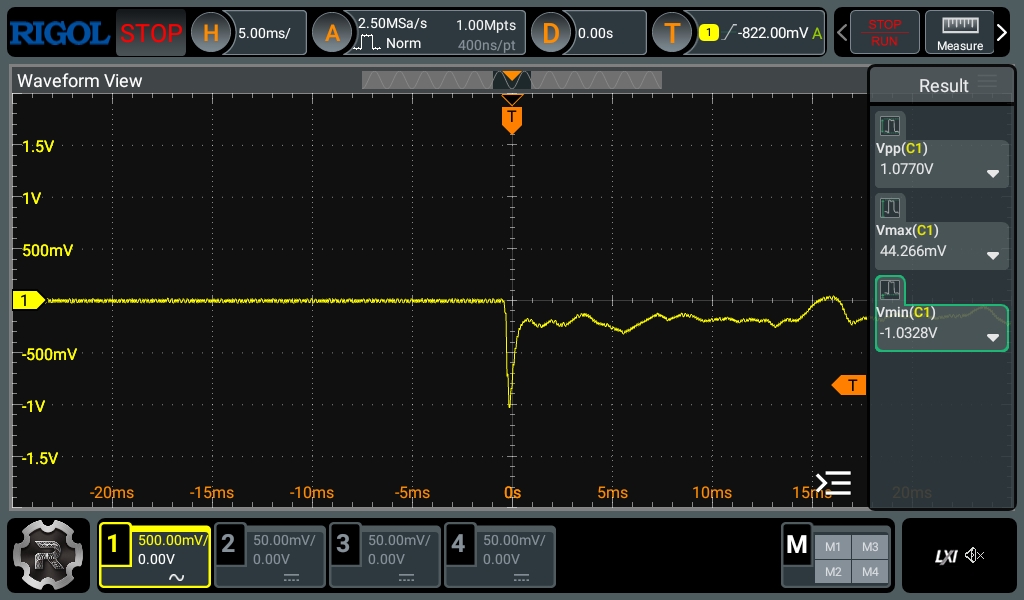 RIGOL STOP H 5.00ms/ A 2.50MSa/s 1.00Mpts D 0.00s T 1 -822.00mV A STOP
Norm 400ns/pt RUN Measure
Waveform View Result
T
1.5V
1V
500mV
1
-500mV
-1V
-1.5V
T
-20ms -15ms -10ms -5ms 0s 5ms 10ms 15ms 20ms
Vpp(C1)
1.0770V
Vmax(C1)
44.266mV
Vmin(C1)
-1.0328V
R
1 500.00mV/ 2 50.00mV/ 3 50.00mV/ 4 50.00mV/
0.00V 0.00V 0.00V 0.00V
M M1 M3
M2 M4
LXI